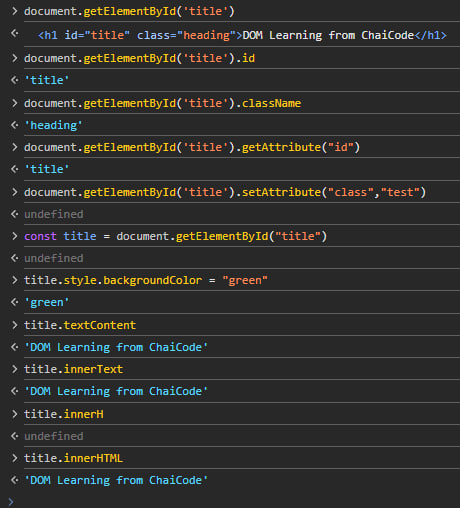 document.getElementById('title')
<h1 id="title" class="heading">DOM Learning from ChaiCode</h1>
document.getElementById('title').id
'title'
document.getElementById('title').className
'heading'
document.getElementById('title').getAttribute("id")
'title'
document.getElementById('title').setAttribute("class","test")
undefined
const title = document.getElementById("title")
undefined
title.style.backgroundColor = "green"
'green'
title.textContent
'DOM Learning from ChaiCode'
title.innerText
'DOM Learning from ChaiCode'
title.innerH
undefined
title.innerHTML
'DOM Learning from ChaiCode'